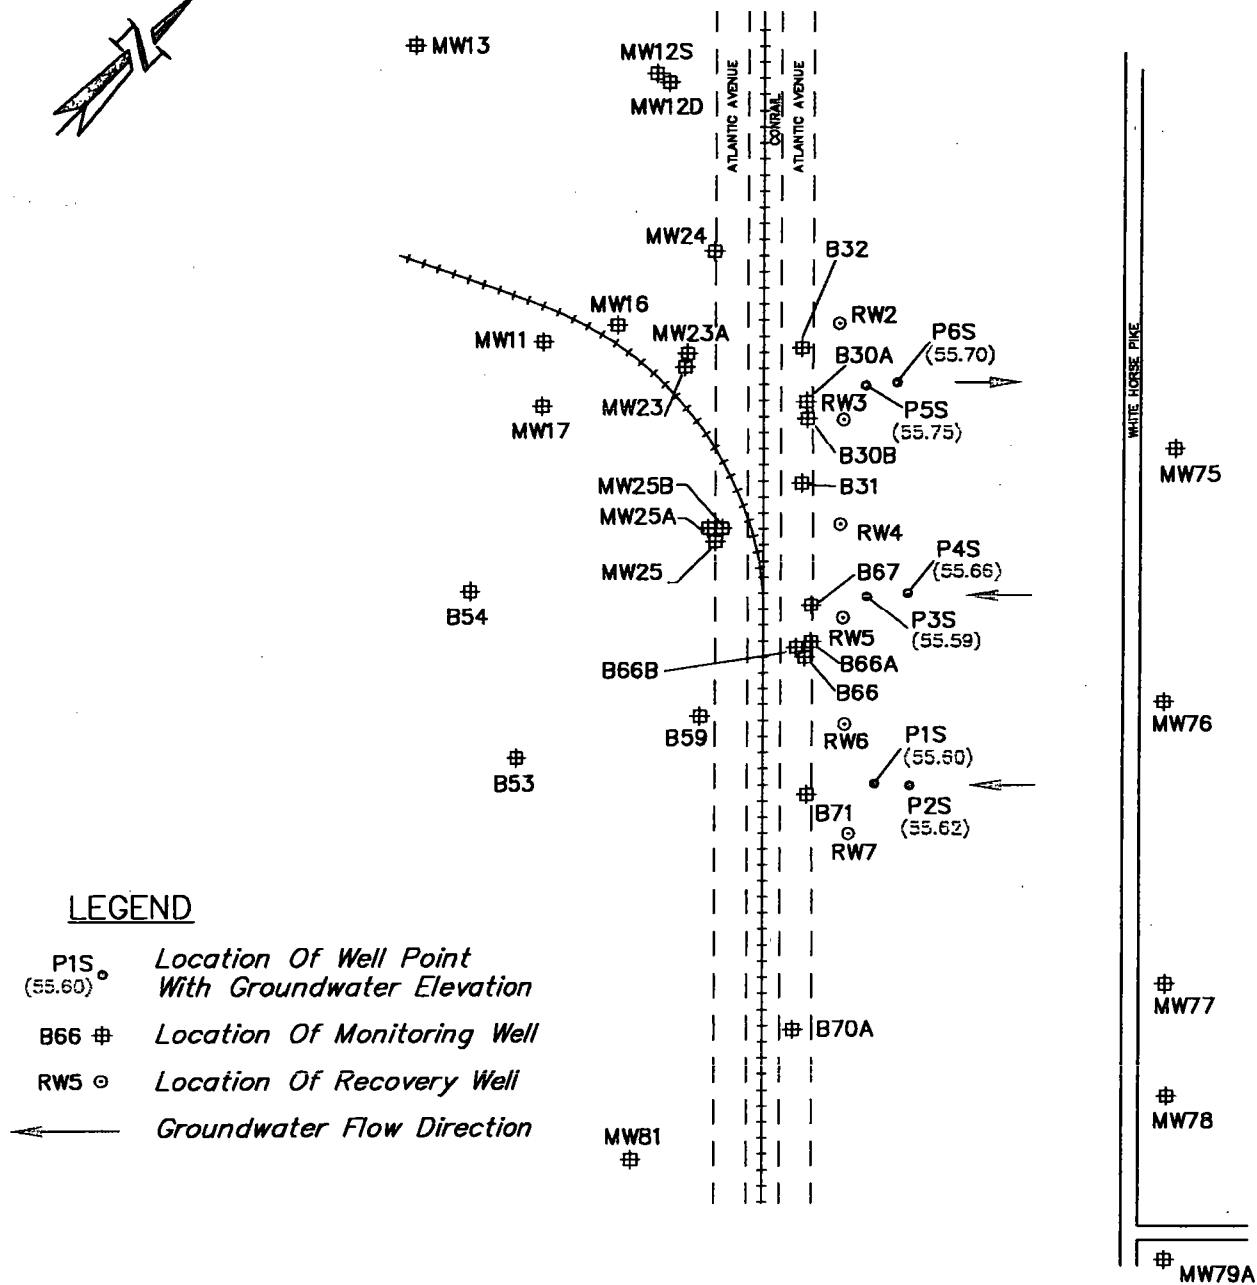 MW13
MW12S
MW12D
ATLANTIC AVENUE
CONRAIL
ATLANTIC AVENUE
WHITE HORSE PIKE
MW24
B32
MW16
RW2
MW11
MW23A
P6S
(55.70)
B30A
MW23
RW3
P5S
(55.75)
MW17
B30B
MW75
MW25B
B31
MW25A
RW4
P4S
(55.66)
MW25
B67
B54
P3S
(55.59)
RW5
B66B
B66A
B66
MW76
B59
RW6
P1S
(55.60)
B53
B71
P2S
(55.62)
RW7
LEGEND
P1S
(55.60)
Location Of Well Point
With Groundwater Elevation
B66
Location Of Monitoring Well
RW5
Location Of Recovery Well
Groundwater Flow Direction
MW77
B70A
MW78
MW81
MW79A